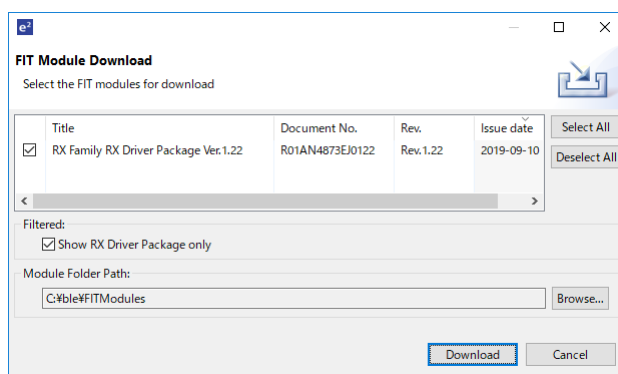 e²
FIT Module Download
Select the FIT modules for download
Title Document No. Rev. Issue date
RX Family RX Driver Package Ver.1.22 R01AN4873EJ0122 Rev.1.22 2019-09-10
Select All
Deselect All
Filtered:
Show RX Driver Package only
Module Folder Path:
C:¥ble¥FITModules
Browse...
Download Cancel